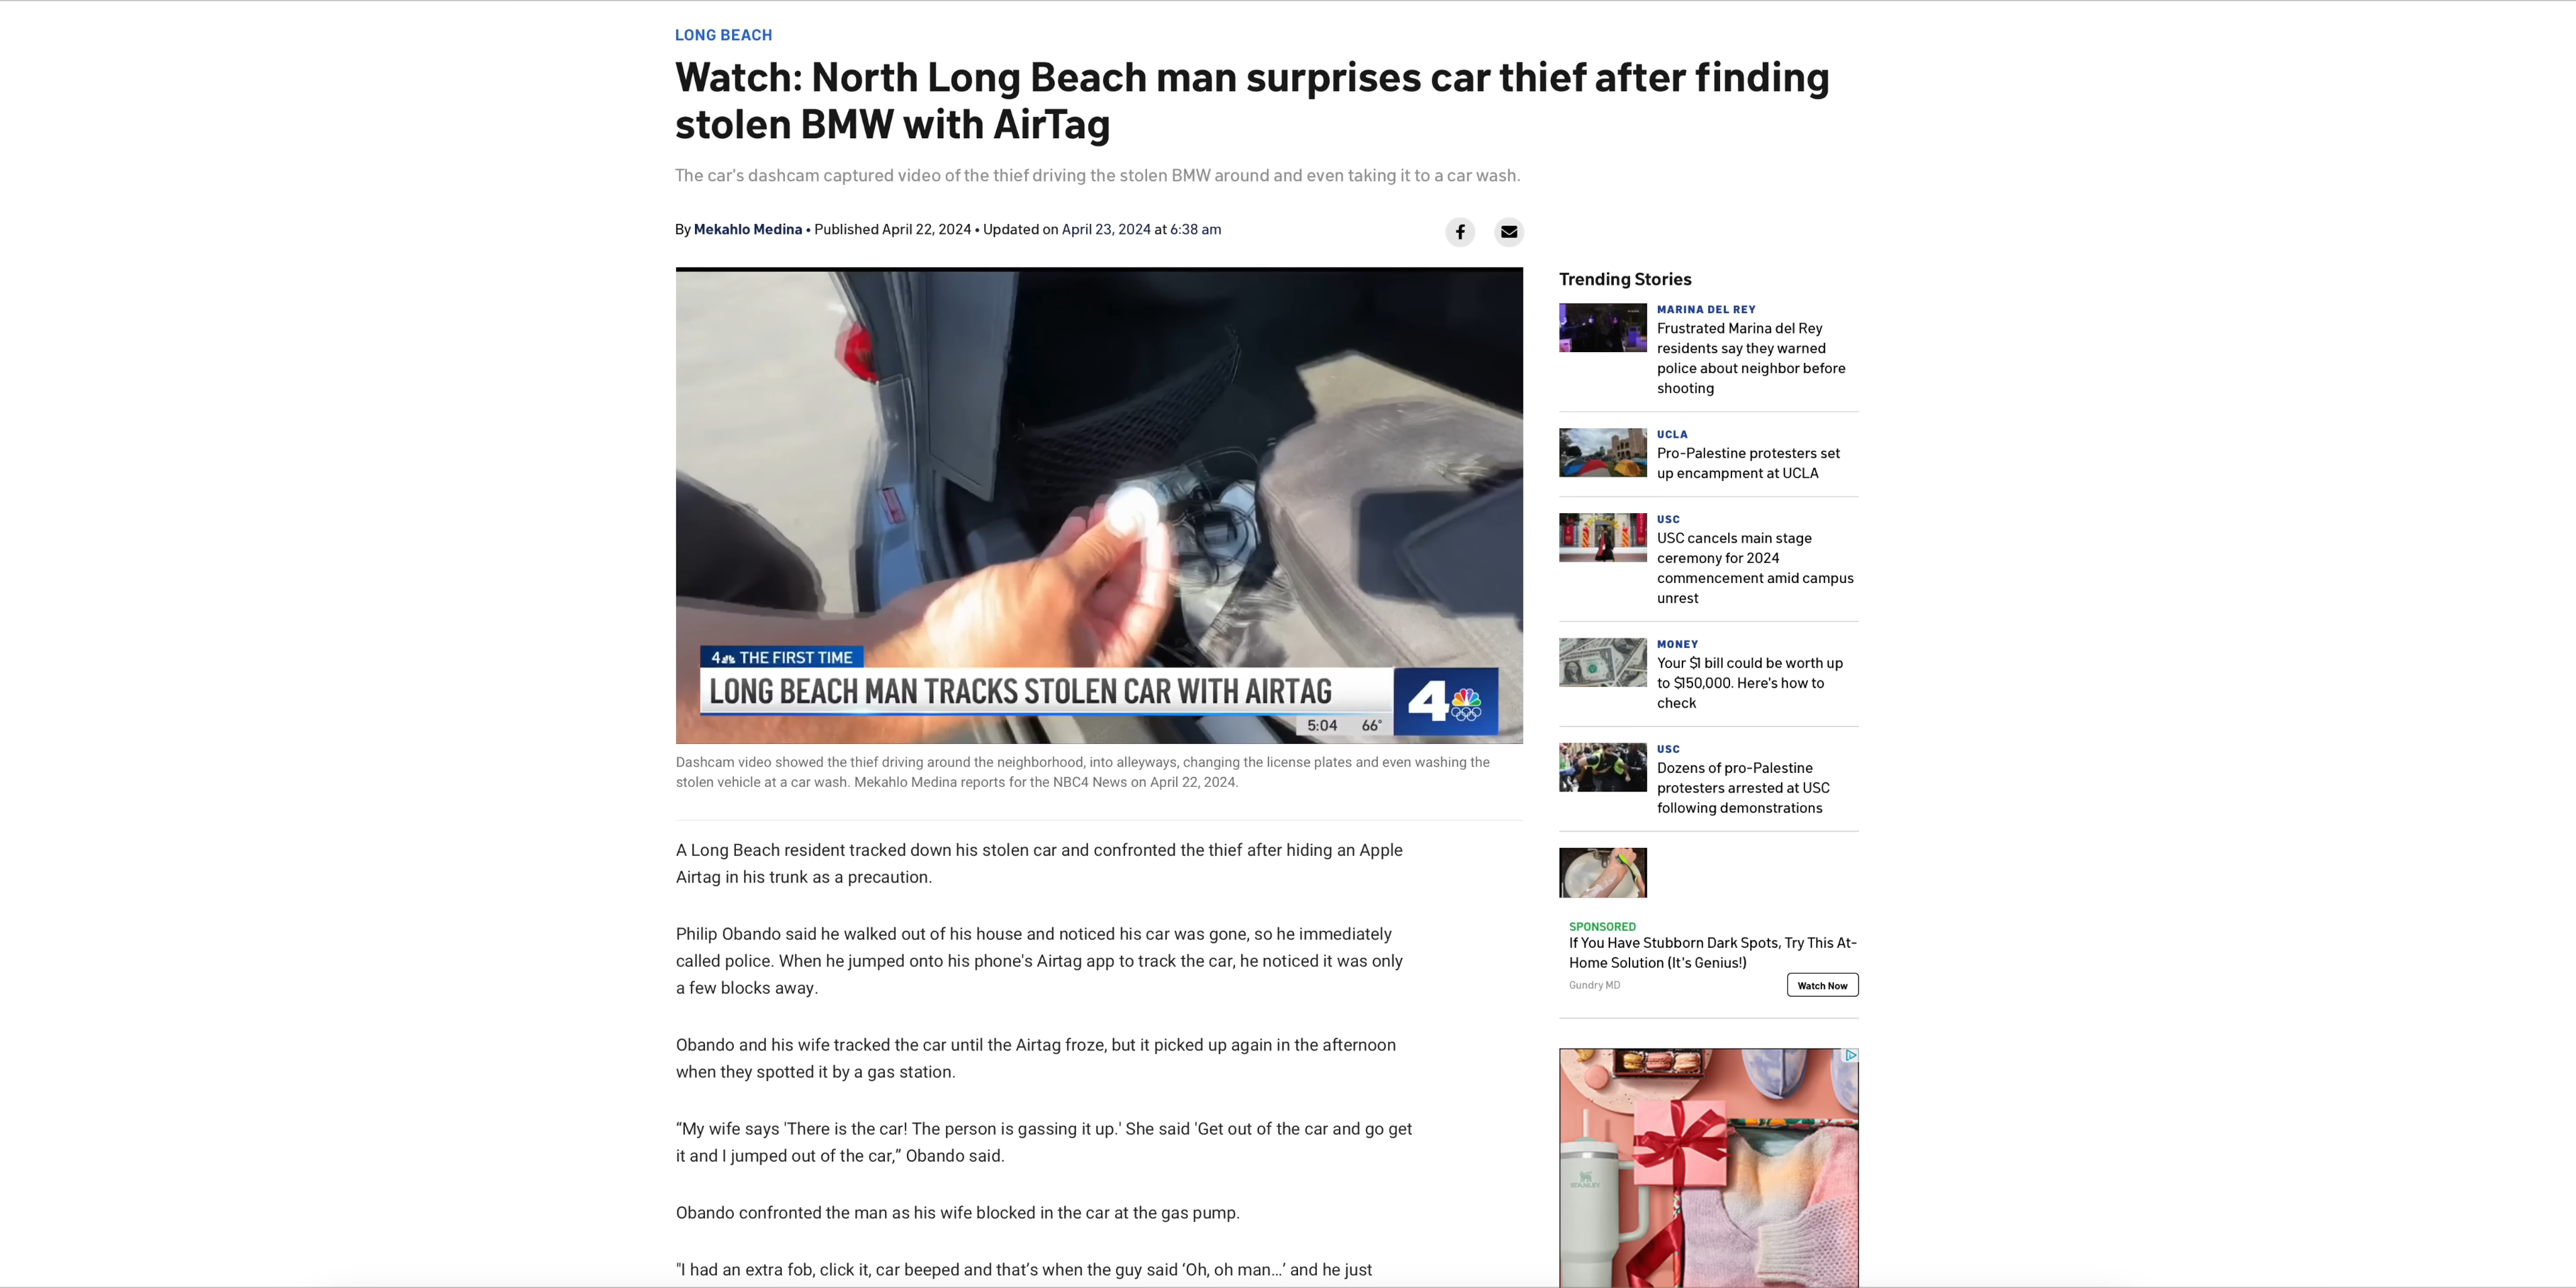 LONG BEACH
Watch: North Long Beach man surprises car thief after finding
stolen BMW with AirTag
The car's dashcam captured video of the thief driving the stolen BMW around and even taking it to a car wash.
By Mekahlo Medina • Published April 22, 2024 • Updated on April 23, 2024 at 6:38 am
4 THE FIRST TIME
LONG BEACH MAN TRACKS STOLEN CAR WITH AIRTAG
4
5:04 66°
Dashcam video showed the thief driving around the neighborhood, into alleyways, changing the license plates and even washing the
stolen vehicle at a car wash. Mekahlo Medina reports for the NBC4 News on April 22, 2024.
A Long Beach resident tracked down his stolen car and confronted the thief after hiding an Apple
Airtag in his trunk as a precaution.
Philip Obando said he walked out of his house and noticed his car was gone, so he immediately
called police. When he jumped onto his phone's Airtag app to track the car, he noticed it was only
a few blocks away.
Obando and his wife tracked the car until the Airtag froze, but it picked up again in the afternoon
when they spotted it by a gas station.
“My wife says 'There is the car! The person is gassing it up.' She said 'Get out of the car and go get
it and I jumped out of the car,” Obando said.
Obando confronted the man as his wife blocked in the car at the gas pump.
"I had an extra fob, click it, car beeped and that’s when the guy said ‘Oh, oh man…’ and he just
Trending Stories
MARINA DEL REY
Frustrated Marina del Rey
residents say they warned
police about neighbor before
shooting
UCLA
Pro-Palestine protesters set
up encampment at UCLA
USC
USC cancels main stage
ceremony for 2024
commencement amid campus
unrest
MONEY
Your $1 bill could be worth up
to $150,000. Here's how to
check
USC
Dozens of pro-Palestine
protesters arrested at USC
following demonstrations
SPONSORED
If You Have Stubborn Dark Spots, Try This At-
Home Solution (It's Genius!)
Gundry MD
Watch Now
STANLEY